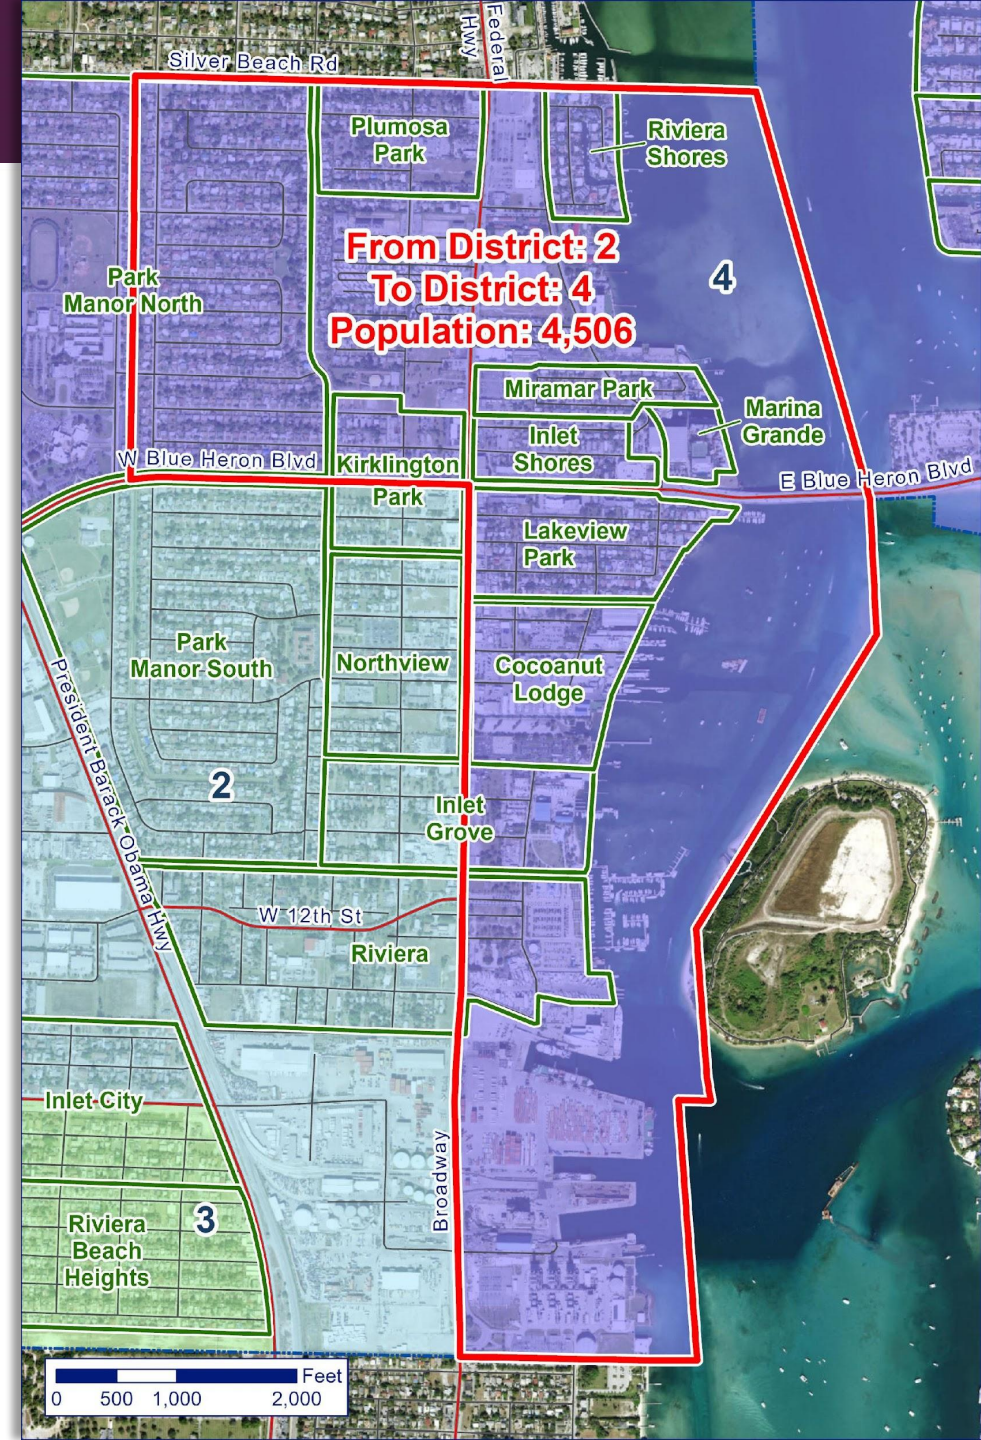 Silver Beach Rd
Federal
Hwy
Plumosa
Park
Riviera
Shores
From District: 2
To District: 4
Population: 4,506
4
Park
Manor North
Miramar Park
Marina
Grande
Inlet
Shores
W Blue Heron Blvd
Kirklington
Park
E Blue Heron Blvd
Lakeview
Park
Park
Manor South
Northview
Cocoanut
Lodge
President Barack Obama Hwy
2
Inlet
Grove
W 12th St
Riviera
Inlet City
Broadway
3
Riviera
Beach
Heights
Feet
0 500 1,000 2,000